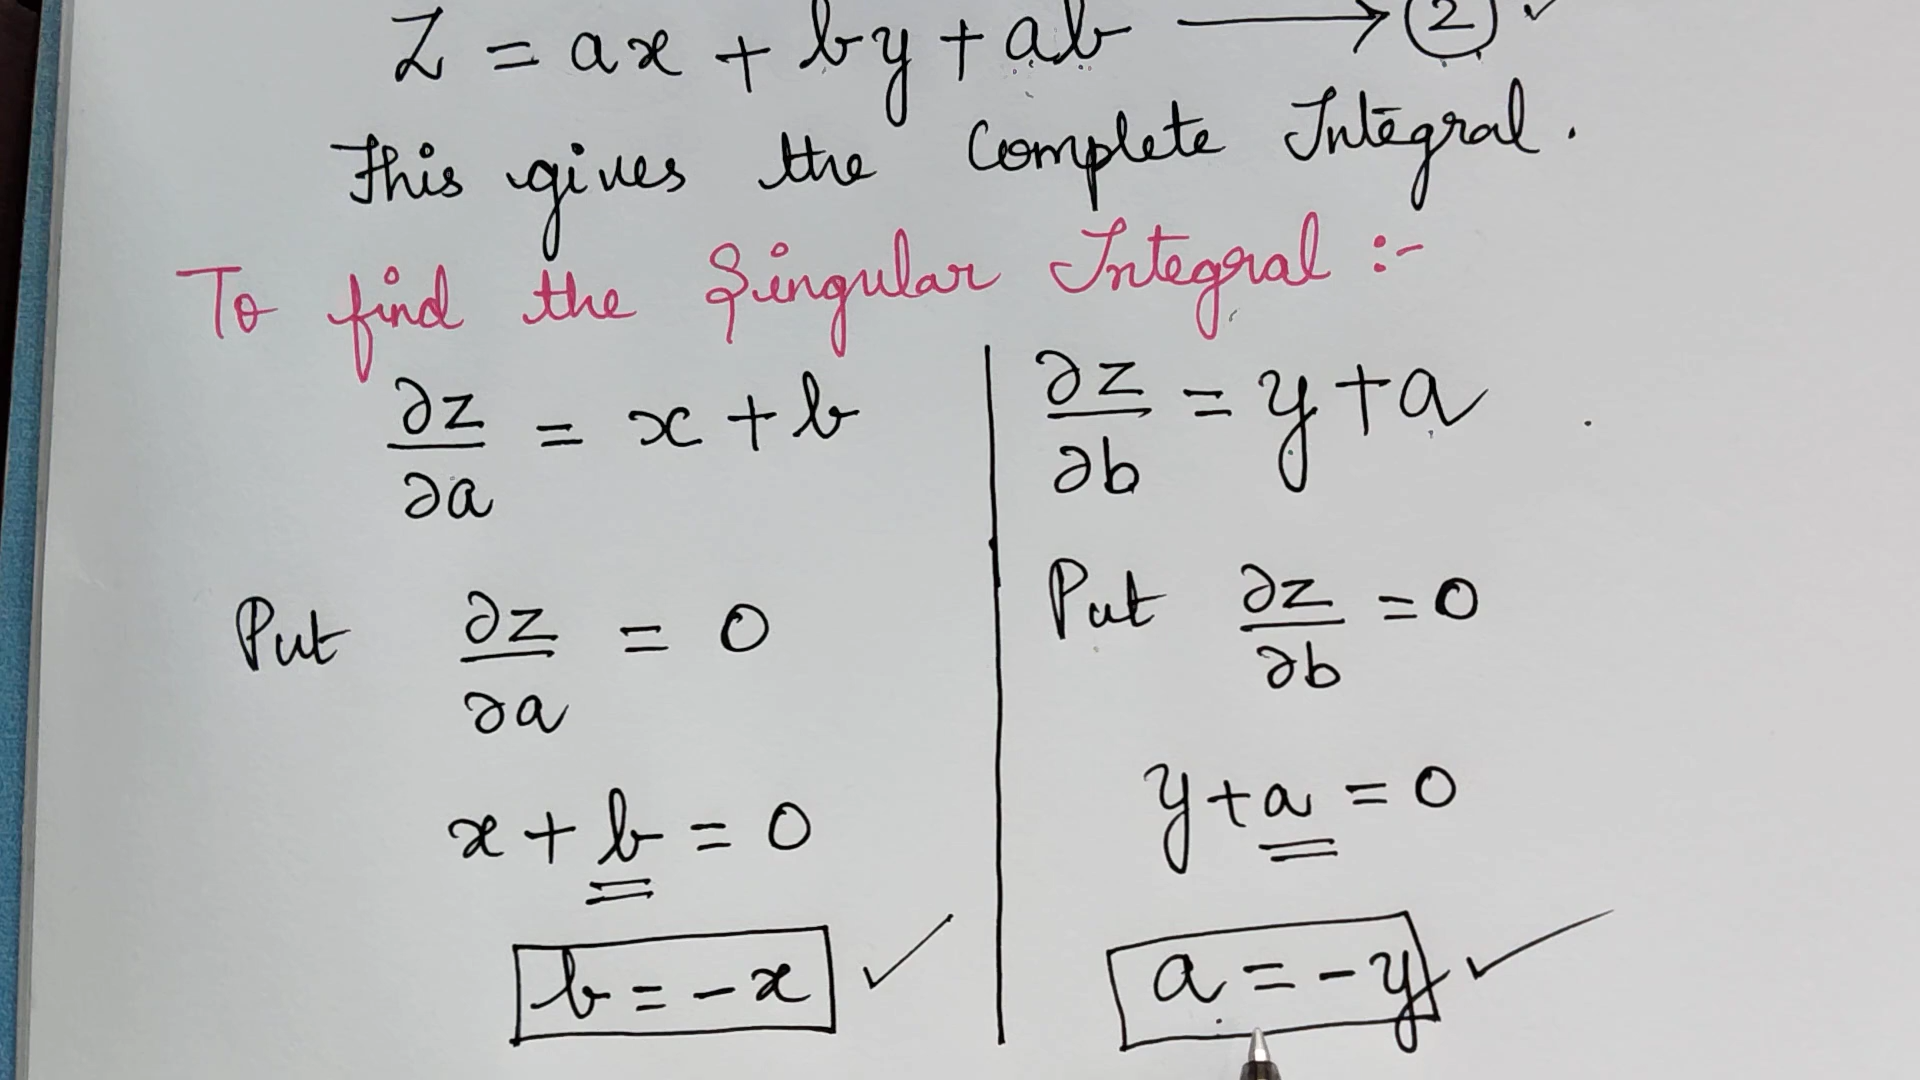 Z = ax + by + ab ⟶ ②
This gives the Complete Integral.
To find the Singular Integral :-
∂z/∂a = x + b
Put ∂z/∂a = 0
x + b = 0
b = -x ✓
∂z/∂b = y + a
Put ∂z/∂b = 0
y + a = 0
a = -y ✓